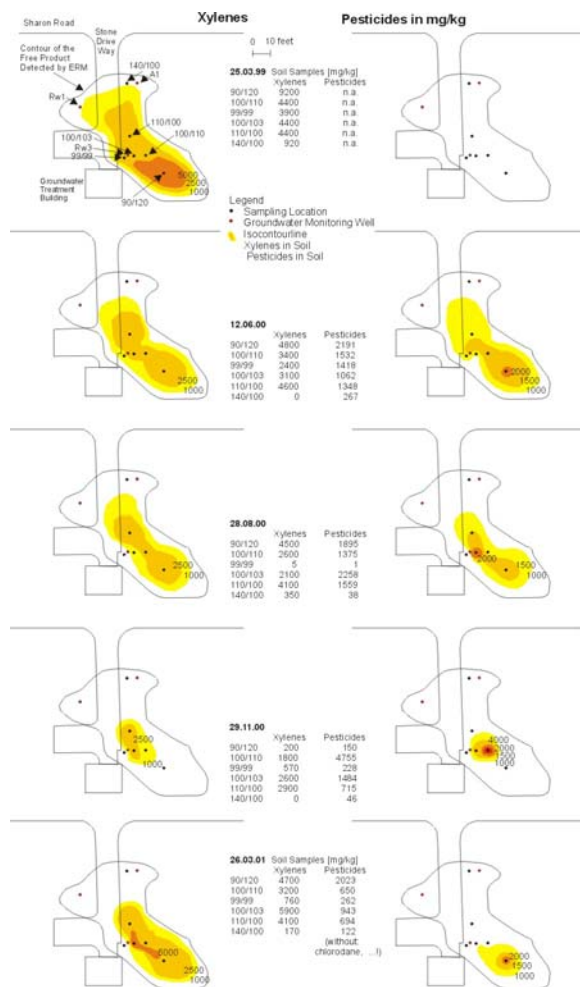 Xylenes
Pesticides in mg/kg
Sharon Road
Stone
Drive
Way
0 10 feet
Contour of the
Free Product
Detected by ERM
140/100
A1
Rw1
110/100
100/103
Rw3
99/99
100/110
Groundwater
Treatment
Building
90/120
5000
2500
1000
25.03.99 Soil Samples [mg/kg]
Xylenes Pesticides
90/120 9200 n.a.
100/110 4400 n.a.
99/99 3900 n.a.
100/103 4400 n.a.
110/100 4400 n.a.
140/100 920 n.a.
Legend
Sampling Location
Groundwater Monitoring Well
Isocontourline
Xylenes in Soil
Pesticides in Soil
12.06.00
Xylenes Pesticides
90/120 4800 2191
100/110 3400 1532
99/99 2400 1418
100/103 3100 1062
110/100 4600 1348
140/100 0 267
2500
1000
2000
1500
1000
28.08.00
Xylenes Pesticides
90/120 4500 1895
100/110 2600 1375
99/99 5 1
100/103 2100 2258
110/100 4100 1559
140/100 350 38
2500
1000
2000
1500
1000
29.11.00
Xylenes Pesticides
90/120 200 150
100/110 1800 4755
99/99 570 228
100/103 2600 1484
110/100 2900 715
140/100 0 46
2500
1000
4000
2000
1500
1000
26.03.01 Soil Samples [mg/kg]
Xylenes Pesticides
90/120 4700 2023
100/110 3200 650
99/99 760 262
100/103 5900 943
110/100 4100 694
140/100 170 122
(without
chlorodane, ...!)
5000
2500
1000
2000
1500
1000